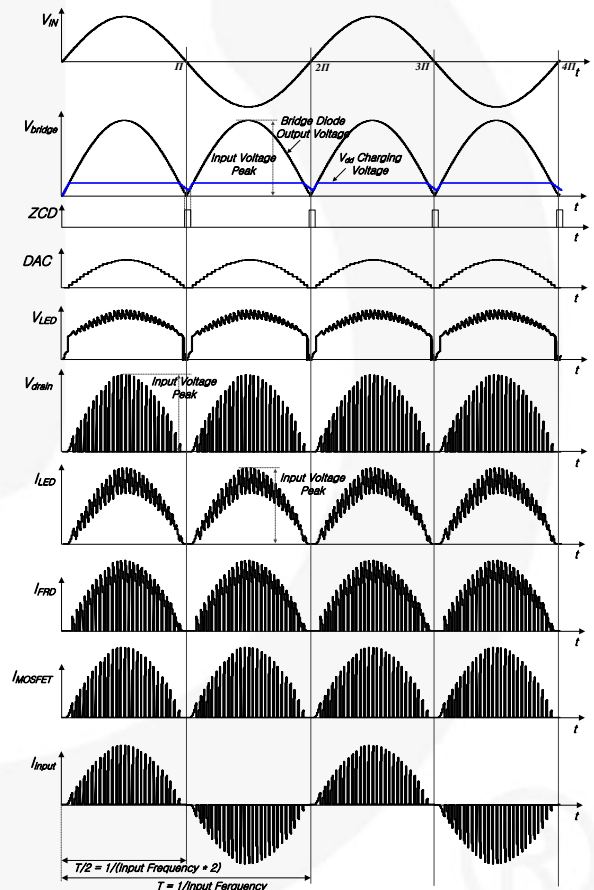 VIN
t
Π
2Π
3Π
4Π
Vbridge
Bridge Diode
Output Voltage
Input Voltage
Peak
Vdd Charging
Voltage
t
ZCD
t
DAC
t
VLED
t
Vdrain
Input Voltage
Peak
t
ILED
Input Voltage
Peak
t
IFRD
t
IMOSFET
t
Iinput
t
T/2 = 1/(Input Frequency * 2)
T = 1/Input Ferquency